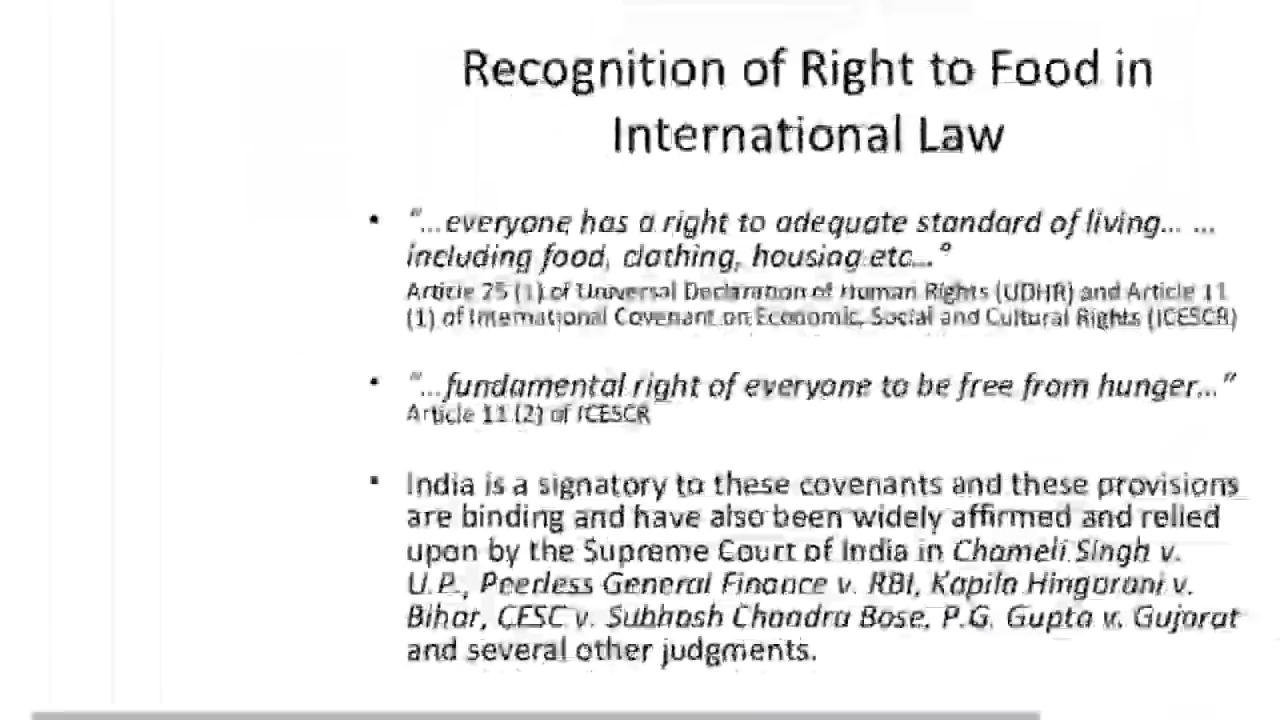 Recognition of Right to Food in
International Law
• "...everyone has a right to adequate standard of living... ...
including food, clothing, housing etc..."
Article 25 (1) of Universal Declaration of Human Rights (UDHR) and Article 11
(1) of International Covenant on Economic, Social and Cultural Rights (ICESCR)
• "...fundamental right of everyone to be free from hunger..."
Article 11 (2) of ICESCR
• India is a signatory to these covenants and these provisions
are binding and have also been widely affirmed and relied
upon by the Supreme Court of India in Chameli Singh v.
U.P., Peerless General Finance v. RBI, Kapila Hingorani v.
Bihar, CESC v. Subhash Chandra Bose, P.G. Gupta v. Gujarat
and several other judgments.